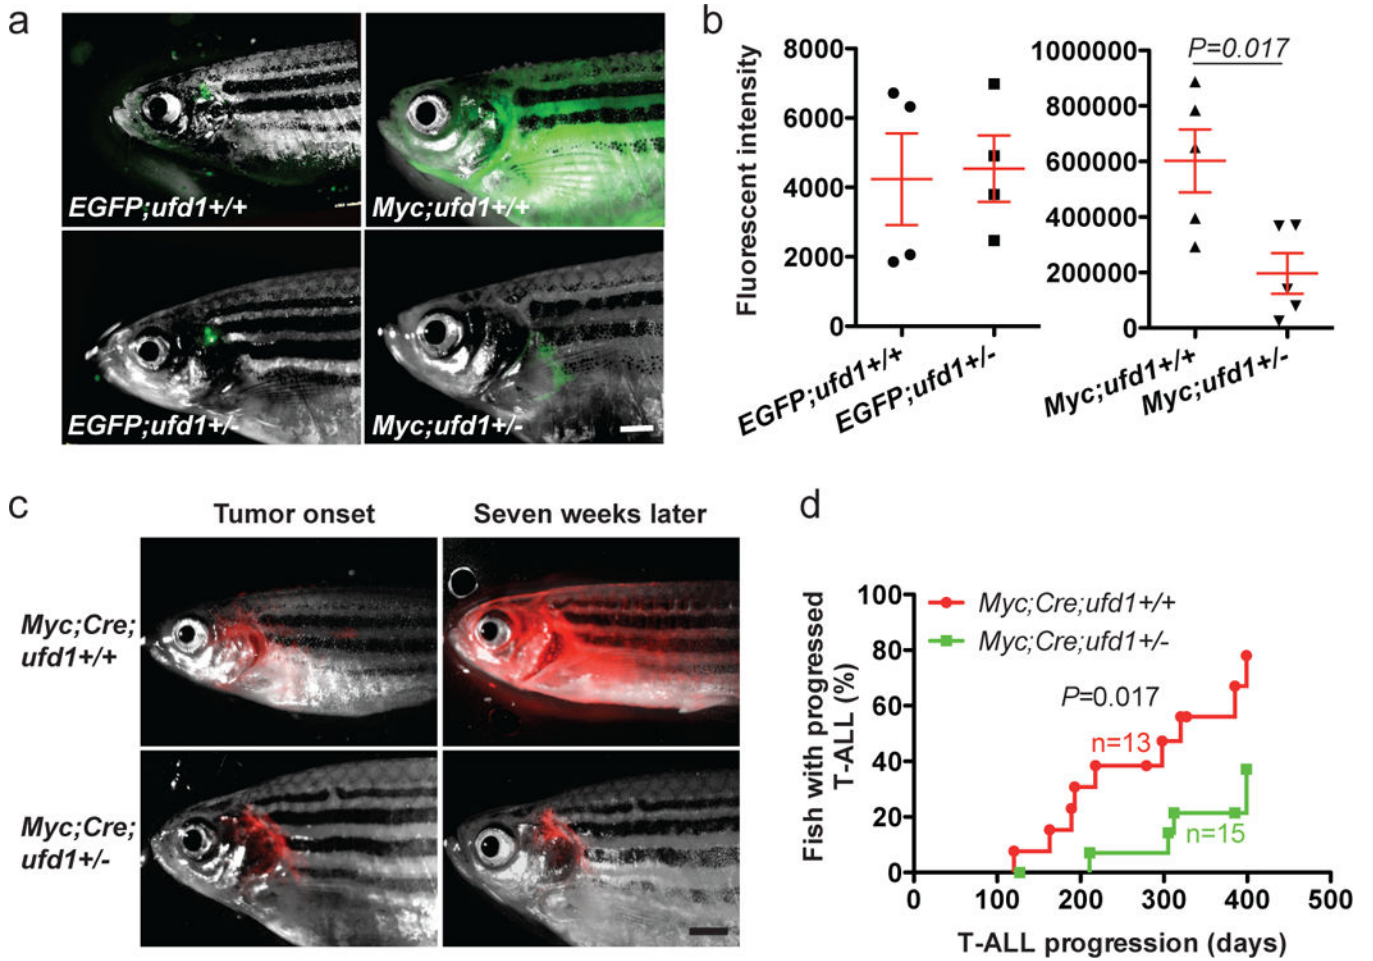 a
EGFP;ufd1+/+
Myc;ufd1+/+
EGFP;ufd1+/-
Myc;ufd1+/-
b
Fluorescent intensity
8000
6000
4000
2000
0
EGFP;ufd1+/+
EGFP;ufd1+/-
P=0.017
1000000
800000
600000
400000
200000
0
Myc;ufd1+/+
Myc;ufd1+/-
c
Tumor onset
Seven weeks later
Myc;Cre;
ufd1+/+
Myc;Cre;
ufd1+/-
d
Fish with progressed
T-ALL (%)
100
80
60
40
20
0
Myc;Cre;ufd1+/+
Myc;Cre;ufd1+/-
P=0.017
n=13
n=15
0 100 200 300 400 500
T-ALL progression (days)